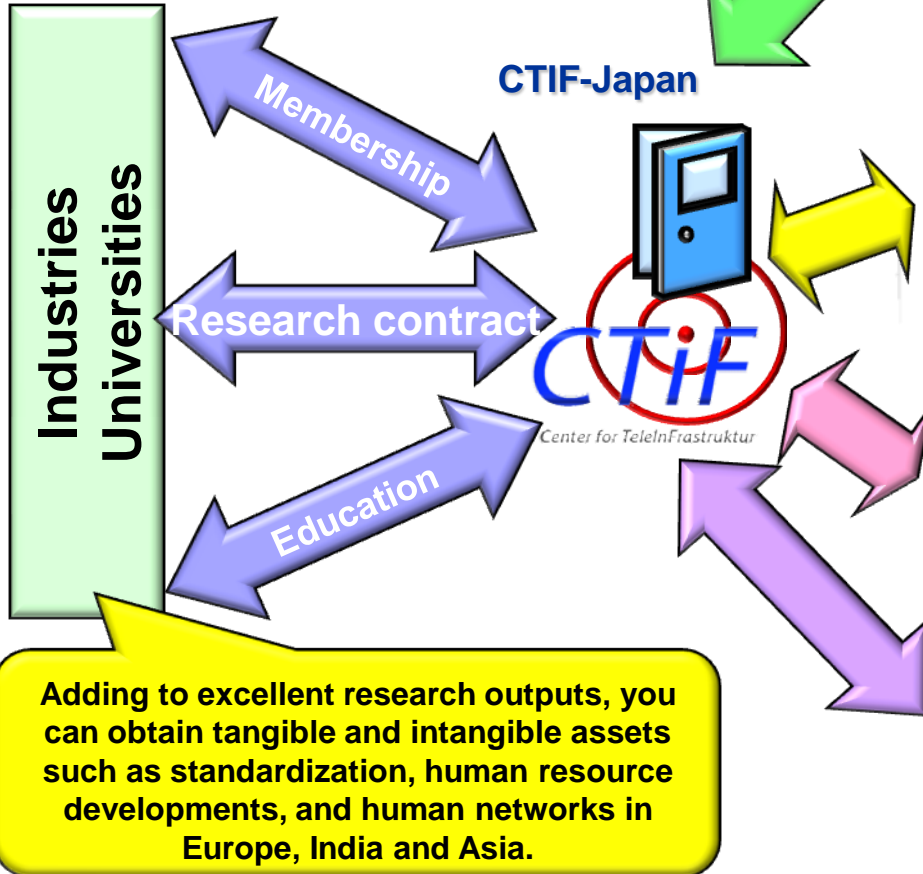 CTIF-Japan
Industries
Universities
Membership
Research contract
Education
CTiF
Center for TeleInFrastruktur
Adding to excellent research outputs, you
can obtain tangible and intangible assets
such as standardization, human resource
developments, and human networks in
Europe, India and Asia.